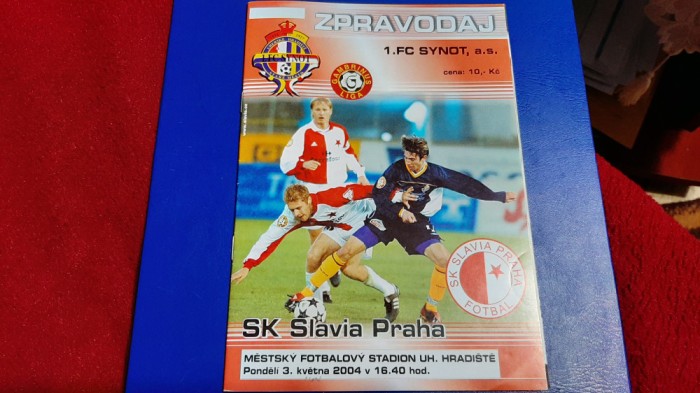 ZPRAVODAJ
1.FC SYNOT, a.s.
cena: 10,- Kč
GAMBRINUS
LIGA
SK SLAVIA PRAHA
FOTBAL
SK Slavia Praha
MĚSTSKÝ FOTBALOVÝ STADION UH. HRADIŠTĚ
Pondělí 3. května 2004 v 16.40 hod.